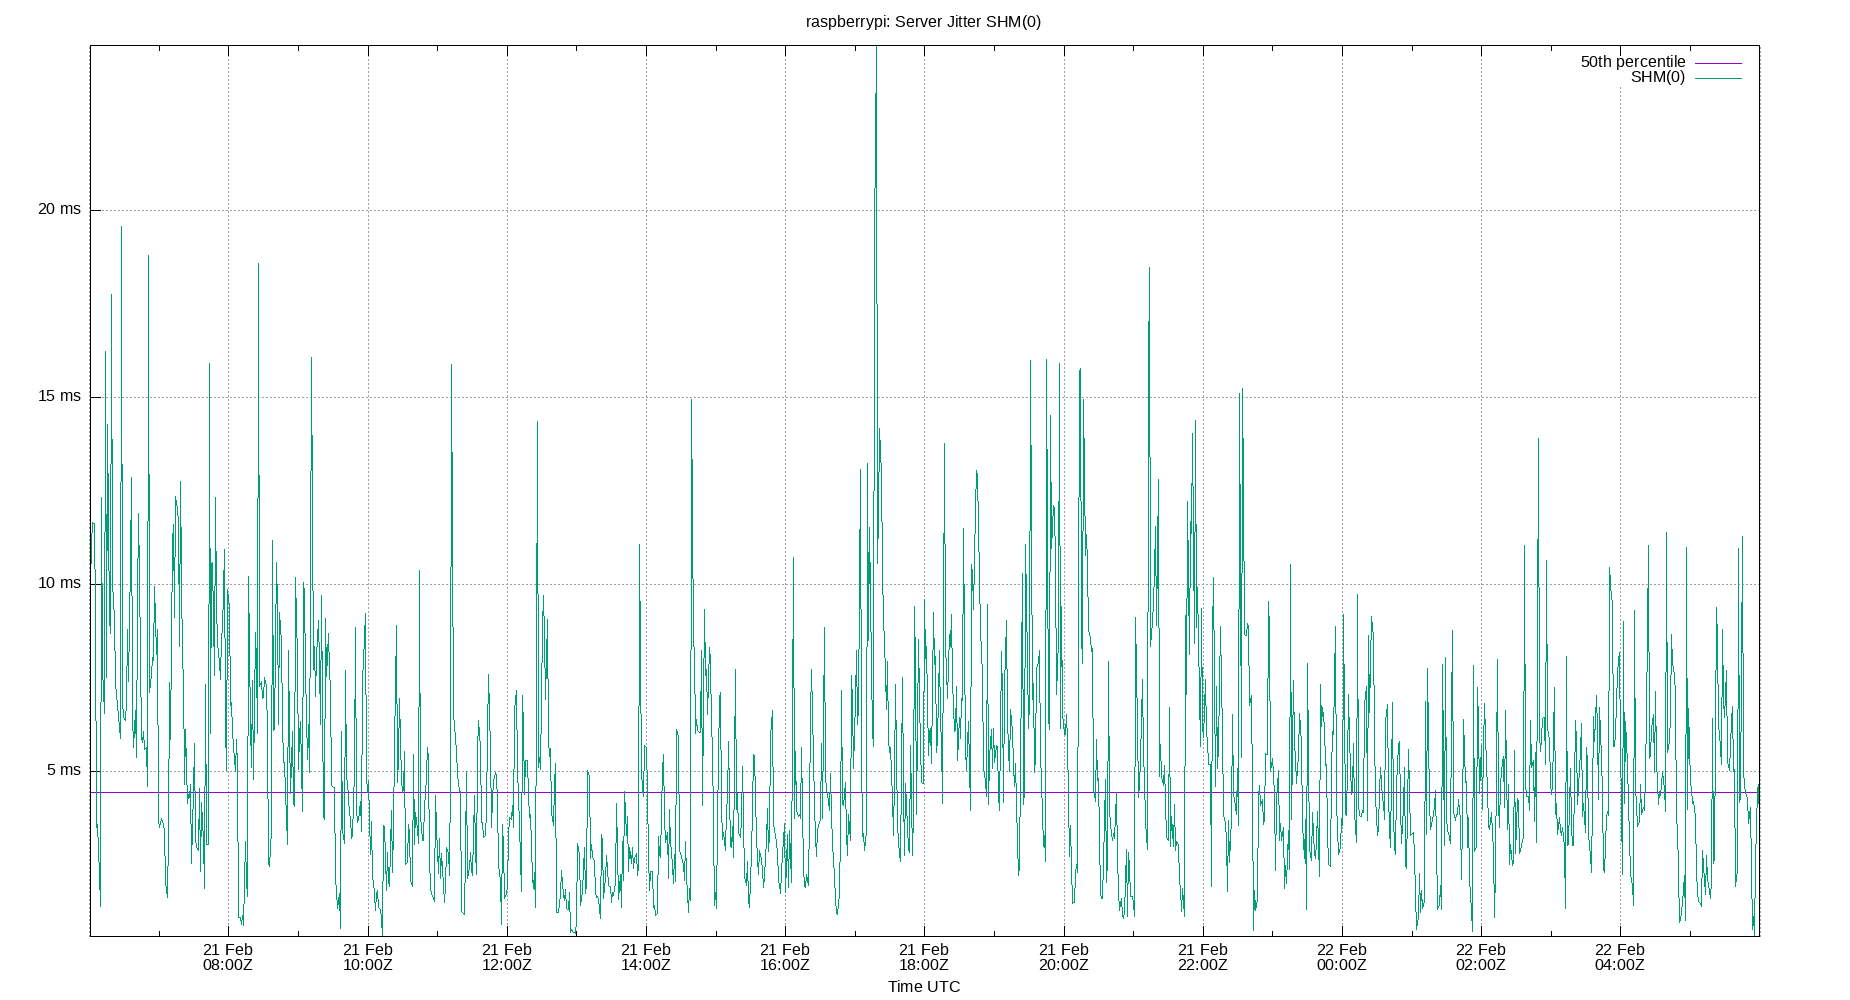 raspberrypi: Server Jitter SHM(0)
50th percentile
SHM(0)
20 ms
15 ms
10 ms
5 ms
21 Feb 21 Feb 21 Feb 21 Feb 21 Feb 21 Feb 21 Feb 21 Feb 22 Feb 22 Feb 22 Feb
08:00Z 10:00Z 12:00Z 14:00Z 16:00Z 18:00Z 20:00Z 22:00Z 00:00Z 02:00Z 04:00Z
Time UTC